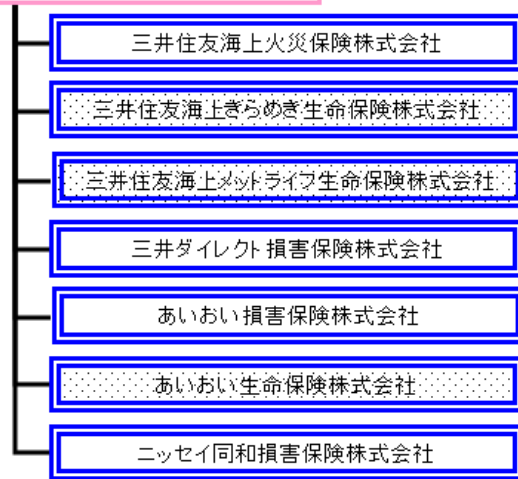 三井住友海上火災保険株式会社
三井住友海上きらめき生命保険株式会社
三井住友海上メットライフ生命保険株式会社
三井ダイレクト損害保険株式会社
あいおい損害保険株式会社
あいおい生命保険株式会社
ニッセイ同和損害保険株式会社